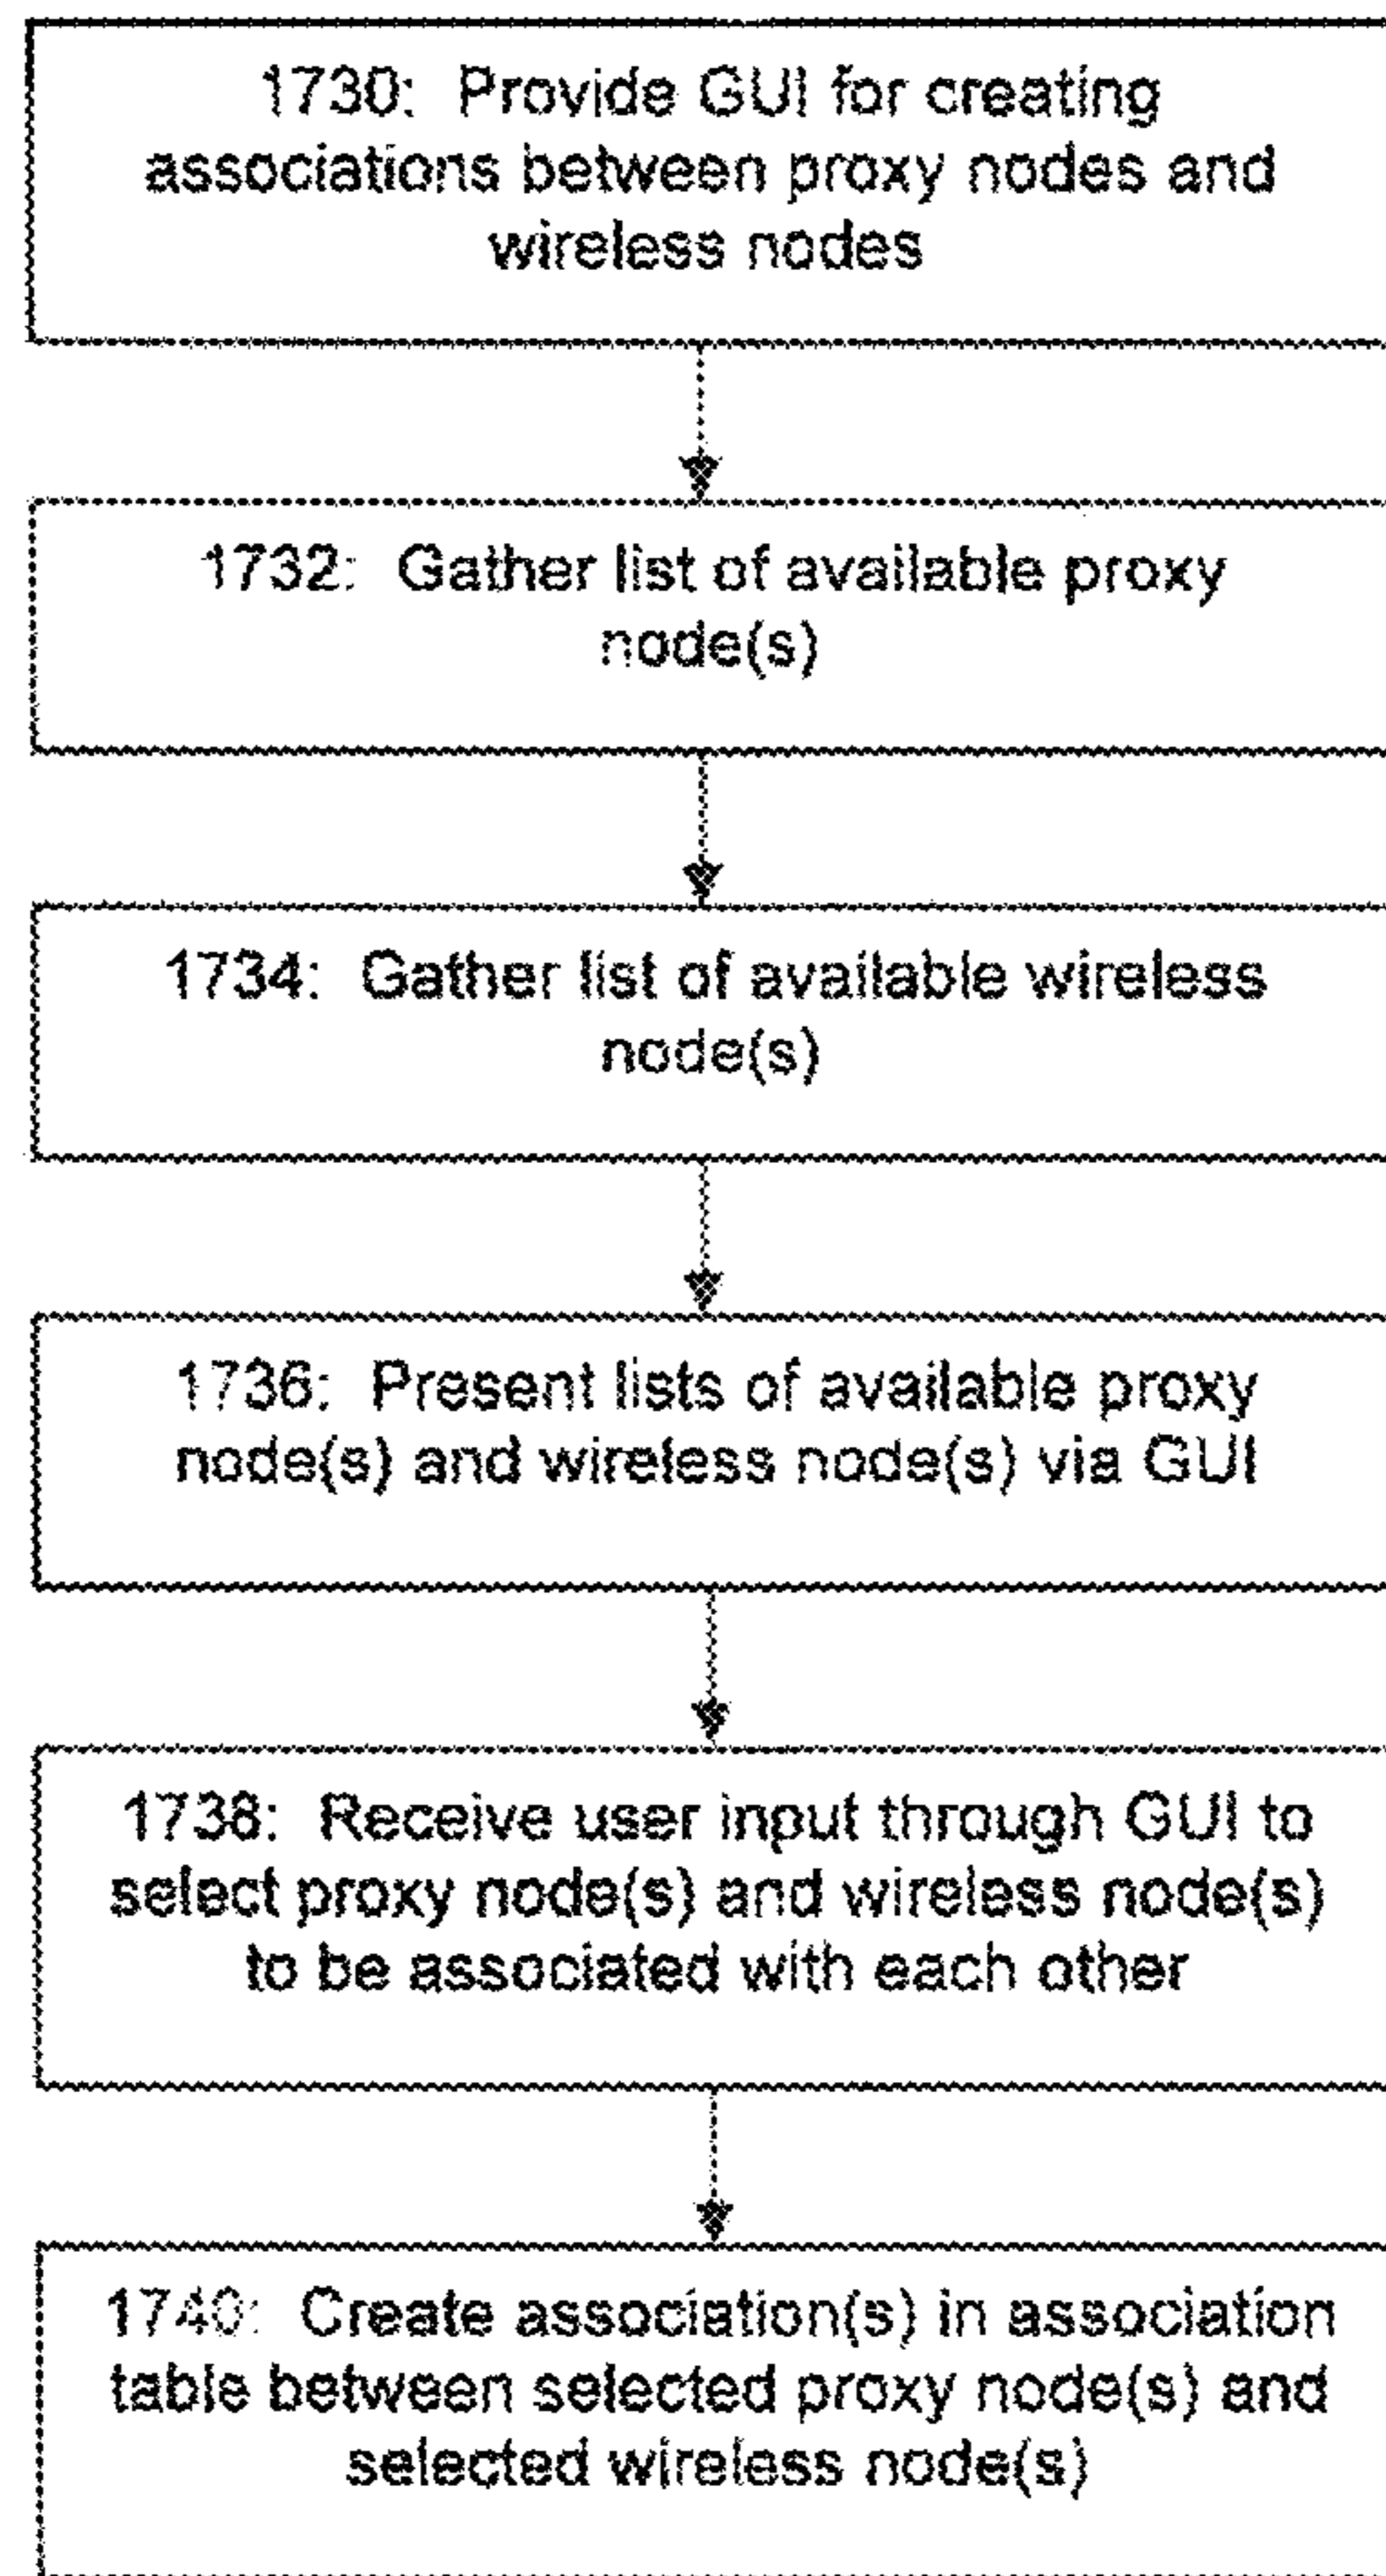 1730: Provide GUI for creating
associations between proxy nodes and
wireless nodes
1732: Gather list of available proxy
node(s)
1734: Gather list of available wireless
node(s)
1736: Present lists of available proxy
node(s) and wireless node(s) via GUI
1738: Receive user input through GUI to
select proxy node(s) and wireless node(s)
to be associated with each other
1740: Create association(s) in association
table between selected proxy node(s) and
selected wireless node(s)